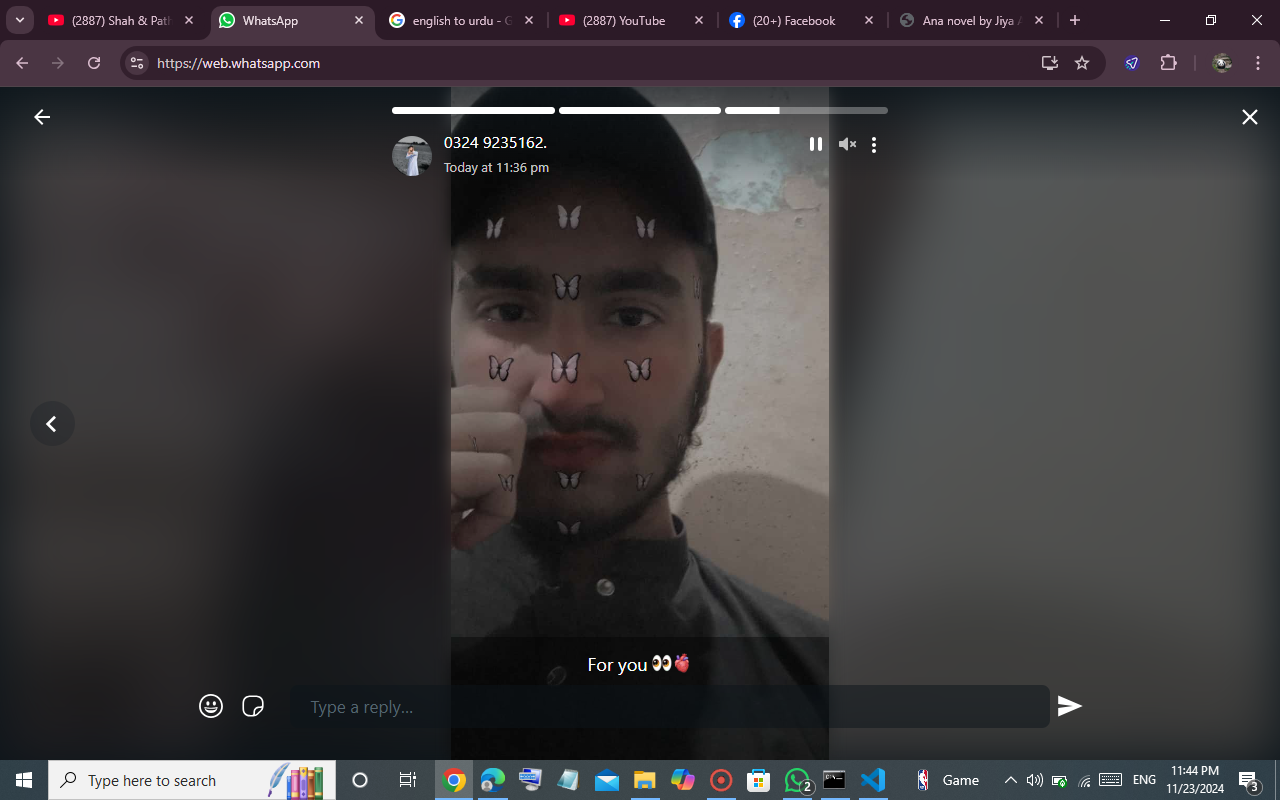 (2887) Shah & Path
WhatsApp
english to urdu - G
(2887) YouTube
(20+) Facebook
Ana novel by Jiya A
https://web.whatsapp.com
0324 9235162.
Today at 11:36 pm
For you 👀🫀
Type a reply...
Type here to search
2
Game
ENG
11:44 PM
11/23/2024
3